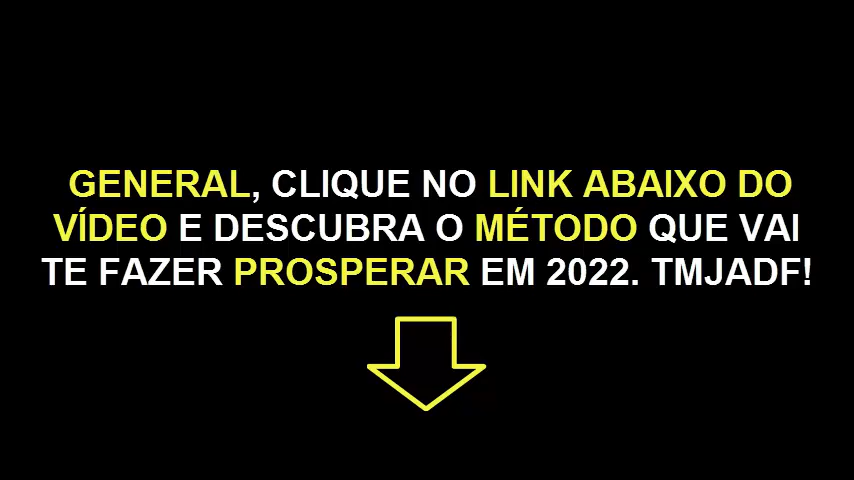 GENERAL, CLIQUE NO LINK ABAIXO DO
VÍDEO E DESCUBRA O MÉTODO QUE VAI
TE FAZER PROSPERAR EM 2022. TMJADF!